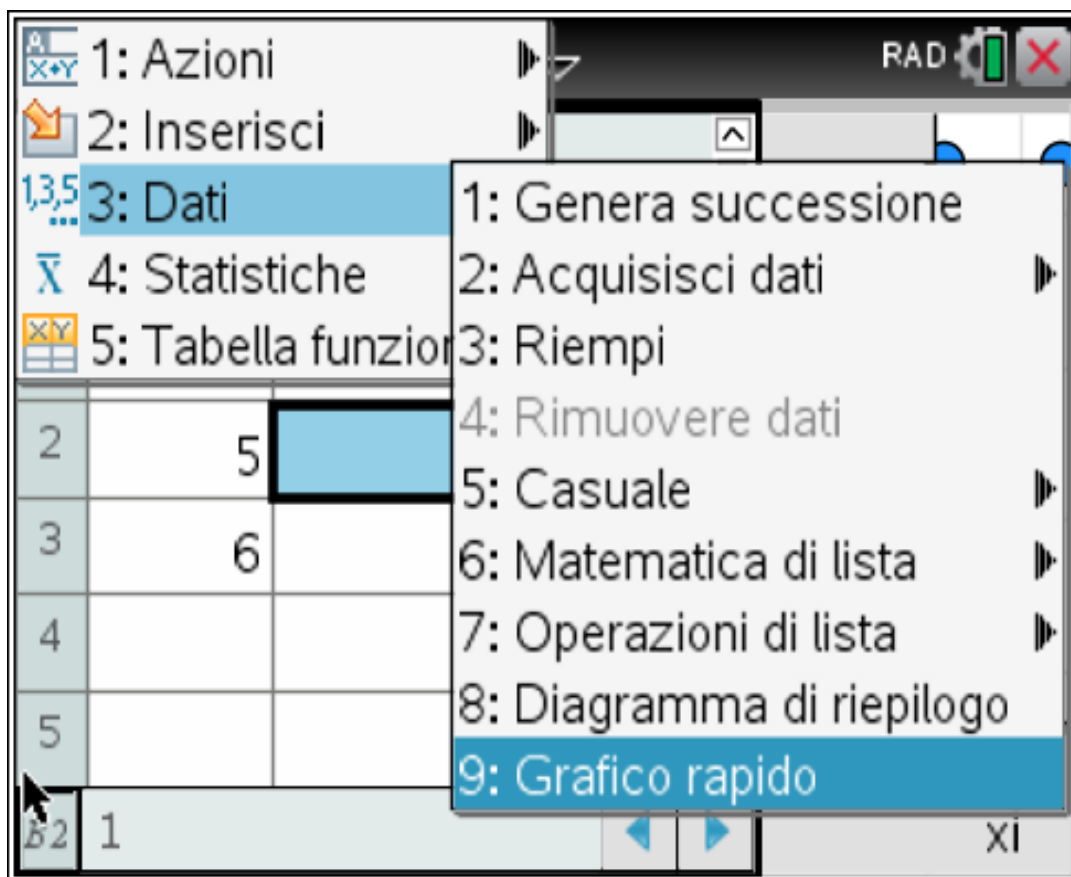 1: Azioni
RAD
2: Inserisci
3: Dati
4: Statistiche
5: Tabella funzior
1: Genera successione
2: Acquisisci dati
3: Riempi
4: Rimuovere dati
5: Casuale
6: Matematica di lista
7: Operazioni di lista
8: Diagramma di riepilogo
9: Grafico rapido
2 5
3 6
4
5
B2 1
xi